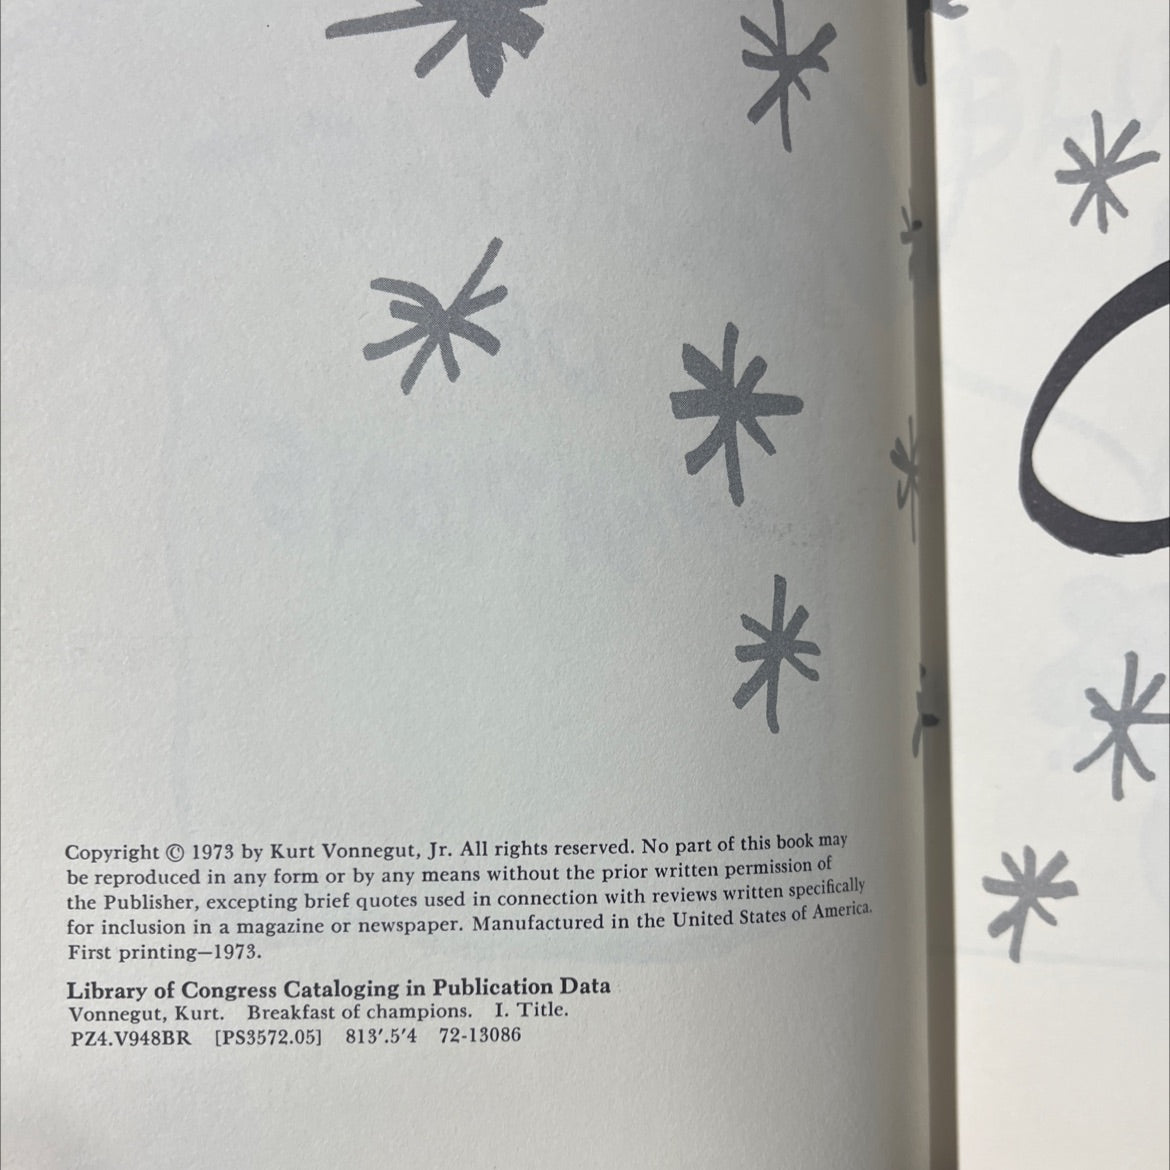 Copyright © 1973 by Kurt Vonnegut, Jr. All rights reserved. No part of this book may
be reproduced in any form or by any means without the prior written permission of
the Publisher, excepting brief quotes used in connection with reviews written specifically
for inclusion in a magazine or newspaper. Manufactured in the United States of America.
First printing—1973.
Library of Congress Cataloging in Publication Data
Vonnegut, Kurt. Breakfast of champions. I. Title.
PZ4.V948BR [PS3572.05] 813'.5'4 72-13086